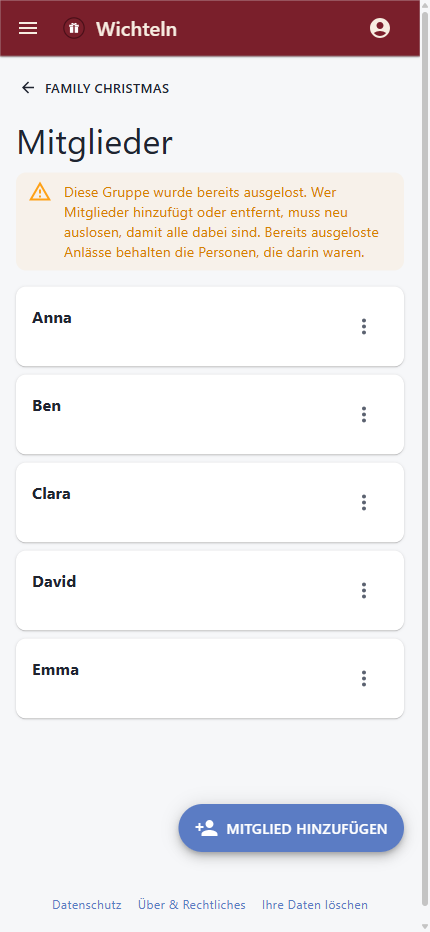 Wichteln
FAMILY CHRISTMAS
Mitglieder
Diese Gruppe wurde bereits ausgelost. Wer
Mitglieder hinzufügt oder entfernt, muss neu
auslosen, damit alle dabei sind. Bereits ausgeloste
Anlässe behalten die Personen, die darin waren.
Anna
Ben
Clara
David
Emma
MITGLIED HINZUFÜGEN
Datenschutz Über & Rechtliches Ihre Daten löschen